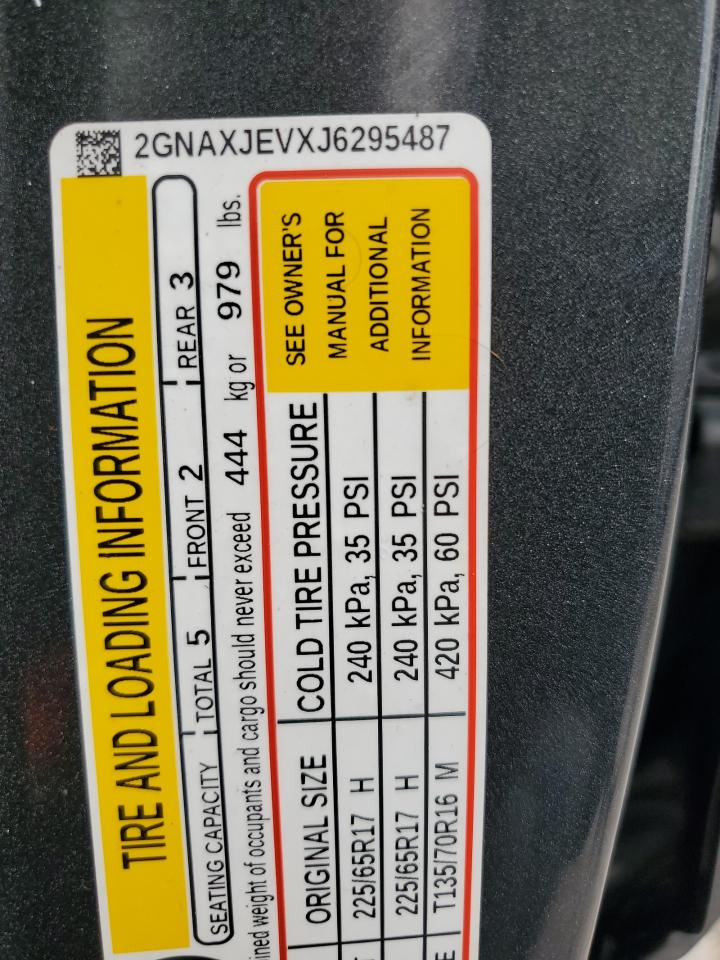 2GNAXJEVXJ6295487
TIRE AND LOADING INFORMATION
SEATING CAPACITY TOTAL 5 FRONT 2 REAR 3
weight of occupants and cargo should never exceed 444 kg or 979 lbs.
ORIGINAL SIZE COLD TIRE PRESSURE
225/65R17 H 240 kPa, 35 PSI
225/65R17 H 240 kPa, 35 PSI
T135/70R16 M 420 kPa, 60 PSI
SEE OWNER'S
MANUAL FOR
ADDITIONAL
INFORMATION